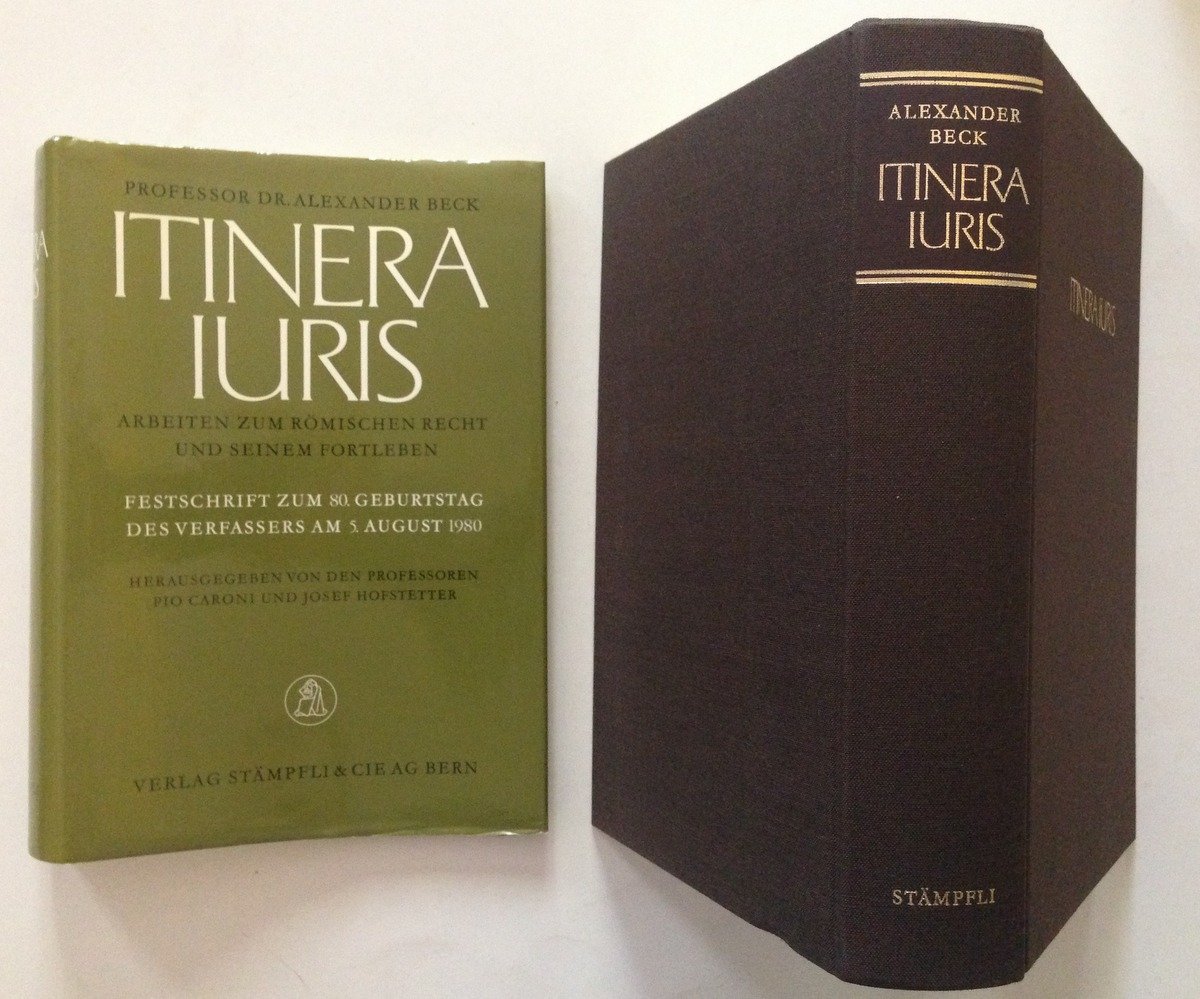 PROFESSOR DR. ALEXANDER BECK
ITINERA
IURIS
ARBEITEN ZUM RÖMISCHEN RECHT
UND SEINEM FORTLEBEN
FESTSCHRIFT ZUM 80. GEBURTSTAG
DES VERFASSERS AM 5. AUGUST 1980
HERAUSGEGEBEN VON DEN PROFESSOREN
PIO CARONI UND JOSEF HOFSTETTER
VERLAG STÄMPFLI & CIE AG BERN
ALEXANDER
BECK
ITINERA
IURIS
STÄMPFLI
ITINERA IURIS